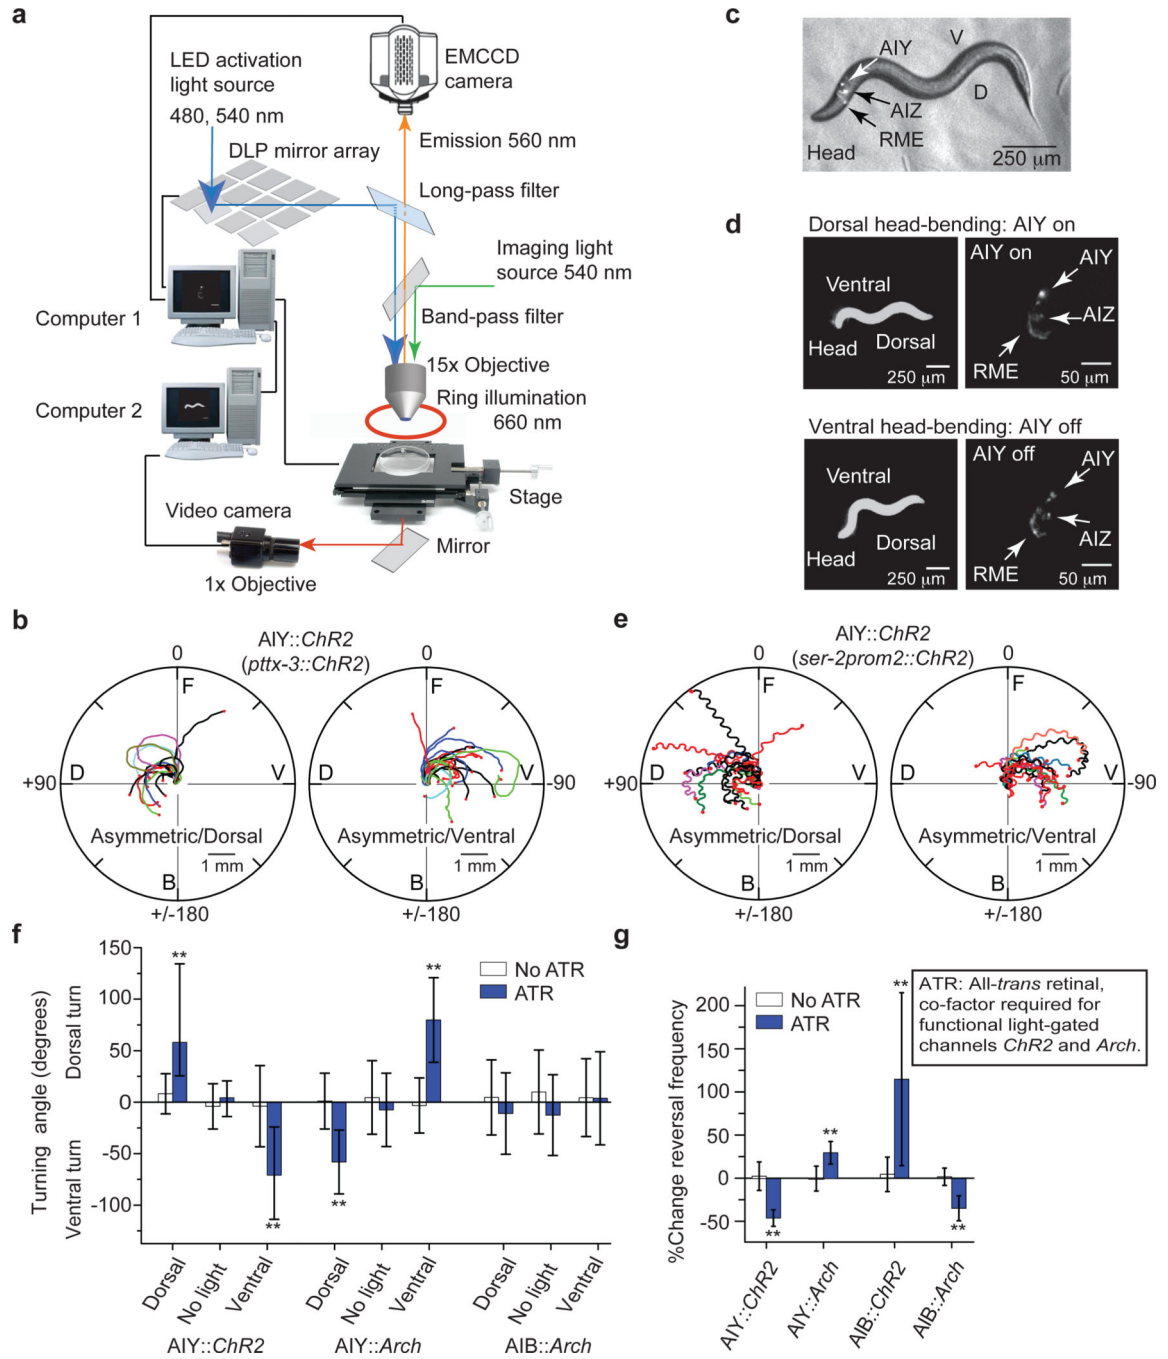 a
LED activation
light source
480, 540 nm
DLP mirror array
EMCCD
camera
Emission 560 nm
Long-pass filter
Imaging light
source 540 nm
Band-pass filter
15x Objective
Ring illumination
660 nm
Computer 1
Computer 2
Stage
Video camera
Mirror
1x Objective
c
AIY
V
D
AIZ
RME
Head
250 µm
d
Dorsal head-bending: AIY on
Ventral
Head
Dorsal
250 µm
AIY on
AIY
AIZ
RME
50 µm
Ventral head-bending: AIY off
Ventral
Head
Dorsal
250 µm
AIY off
AIY
AIZ
RME
50 µm
b
AIY::ChR2
(pttx-3::ChR2)
0
F
+90
D
V
Asymmetric/Dorsal
1 mm
B
+/-180
0
F
D
V
-90
Asymmetric/Ventral
1 mm
B
+/-180
e
AIY::ChR2
(ser-2prom2::ChR2)
0
F
+90
D
V
Asymmetric/Dorsal
1 mm
B
+/-180
0
F
D
V
-90
Asymmetric/Ventral
1 mm
B
+/-180
f
Turning angle (degrees)
Ventral turn
Dorsal turn
150
100
50
0
-50
-100
No ATR
ATR
**
**
**
**
Dorsal
No light
Ventral
Dorsal
No light
Ventral
Dorsal
No light
Ventral
AIY::ChR2
AIY::Arch
AIB::Arch
g
ATR: All-trans retinal,
co-factor required for
functional light-gated
channels ChR2 and Arch.
%Change reversal frequency
200
150
100
50
0
-50
No ATR
ATR
**
**
**
**
AIY::ChR2
AIY::Arch
AIB::ChR2
AIB::Arch